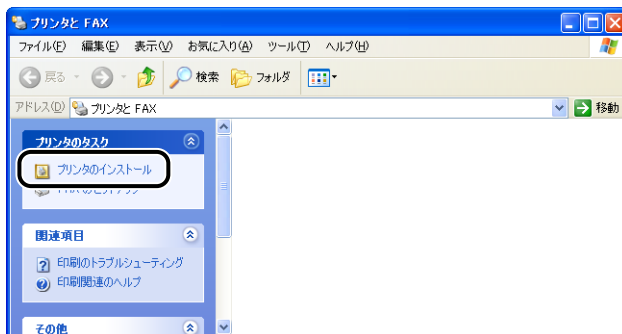 プリンタと FAX
ファイル(F) 編集(E) 表示(V) お気に入り(A) ツール(T) ヘルプ(H)
戻る 検索 フォルダ
アドレス(D) プリンタと FAX 移動
プリンタのタスク
プリンタのインストール
関連項目
印刷のトラブルシューティング
印刷関連のヘルプ
その他